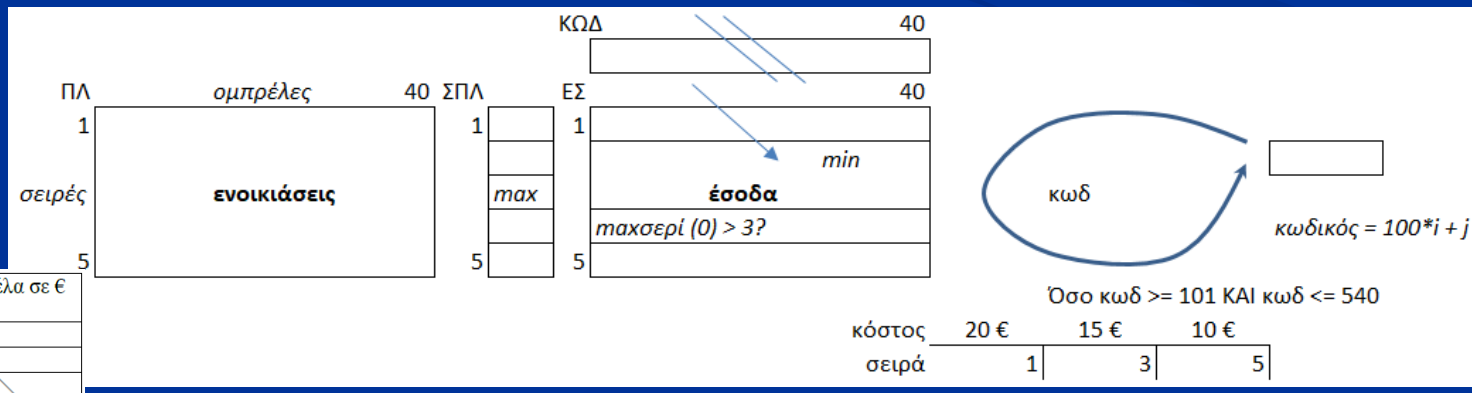 ΚΩΔ 40
ΠΛ ομπρέλες 40 ΣΠΛ ΕΣ 40
1 1 1
min
σειρές ενοικιάσεις max έσοδα κωδ
maxσερί (0) > 3? κωδικός = 100*i + j
5 5 5
σε €
Όσο κωδ >= 101 ΚΑΙ κωδ <= 540
κόστος 20 € 15 € 10 €
σειρά 1 3 5